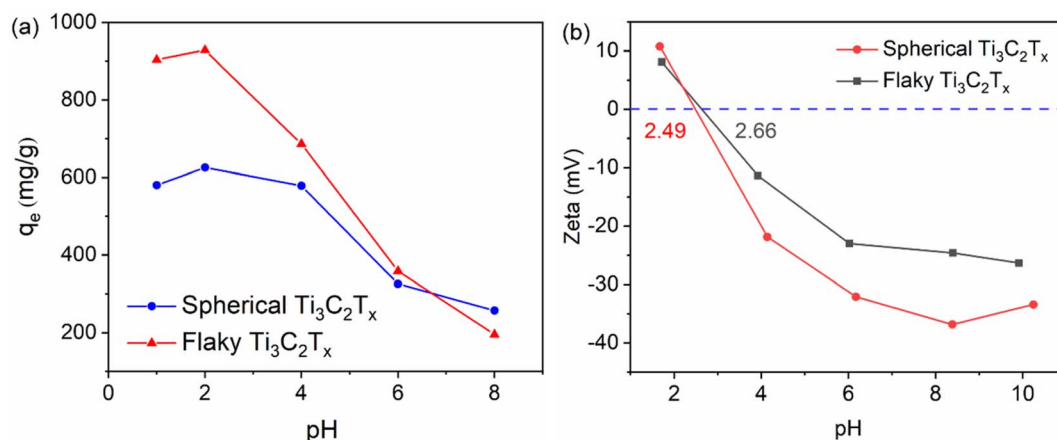 (a)
1000
800
600
400
200
qₑ (mg/g)
Spherical Ti₃C₂Tₓ
Flaky Ti₃C₂Tₓ
0 2 4 6 8
pH
(b)
10
0
-10
-20
-30
-40
Zeta (mV)
Spherical Ti₃C₂Tₓ
Flaky Ti₃C₂Tₓ
2.49 2.66
2 4 6 8 10
pH